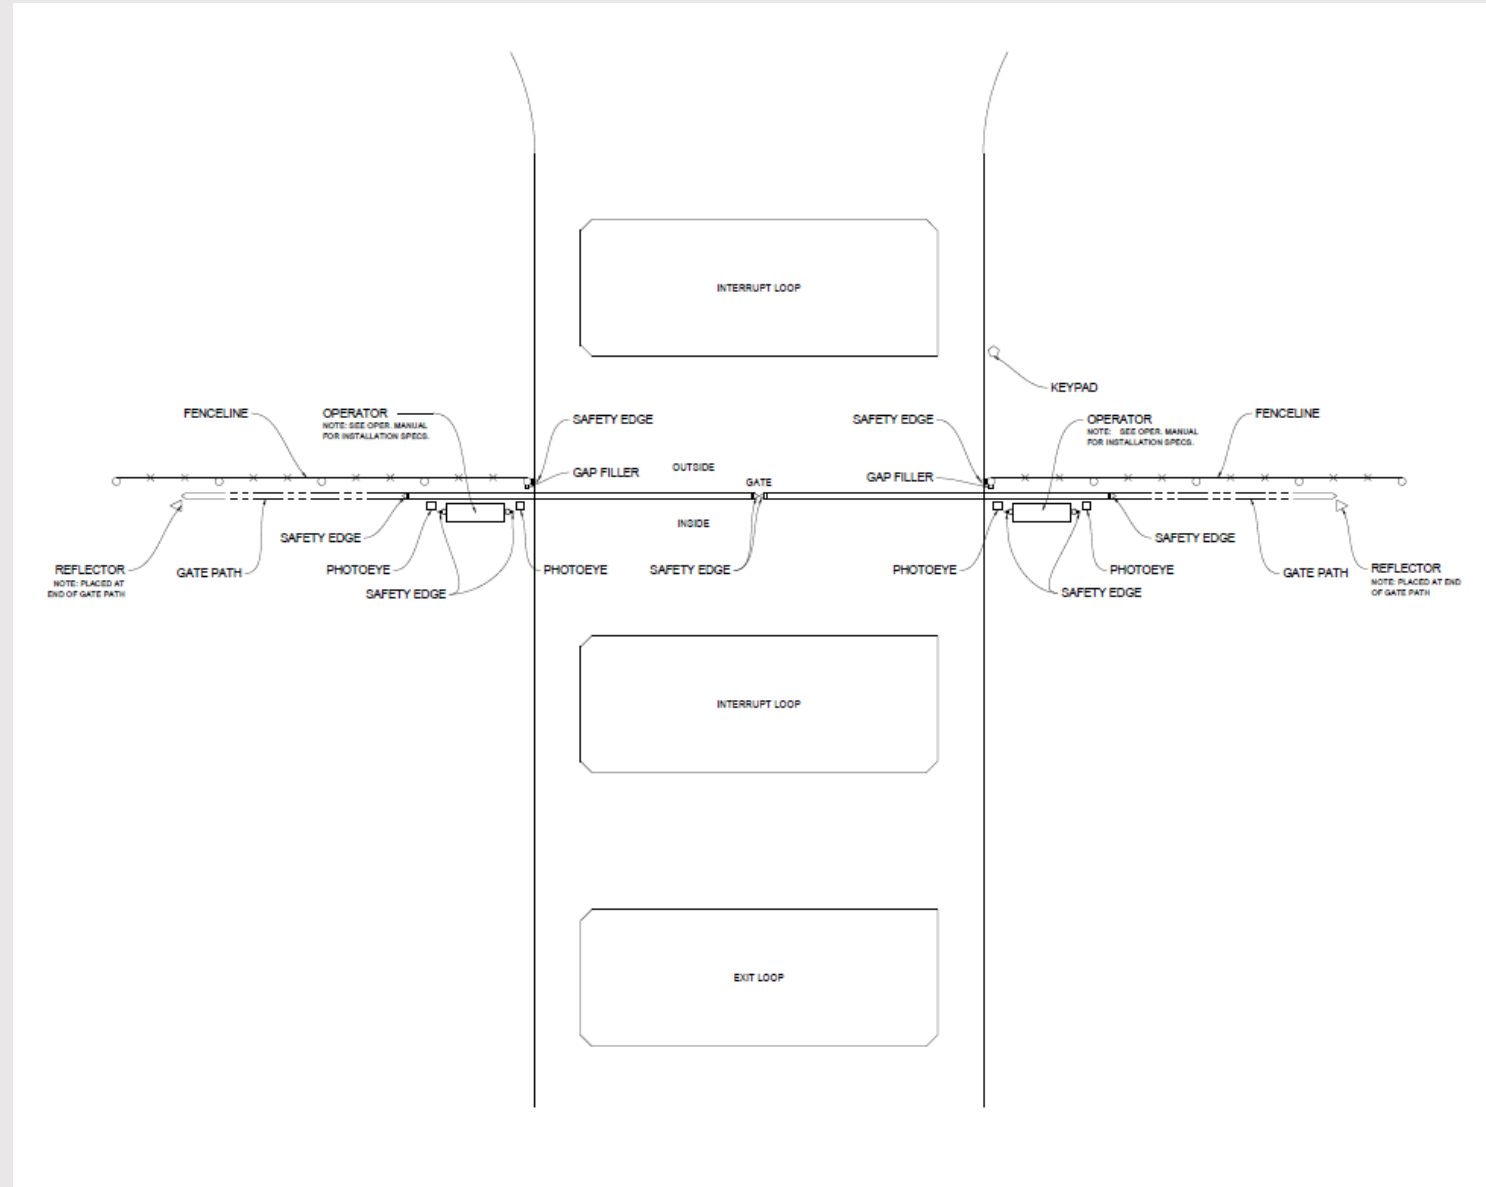 INTERRUPT LOOP
KEYPAD
FENCELINE
OPERATOR
NOTE: SEE OPER. MANUAL
FOR INSTALLATION SPECS.
SAFETY EDGE
SAFETY EDGE
OPERATOR
NOTE: SEE OPER. MANUAL
FOR INSTALLATION SPECS.
FENCELINE
GAP FILLER
OUTSIDE
GATE
GAP FILLER
INSIDE
SAFETY EDGE
SAFETY EDGE
REFLECTOR
NOTE: PLACED AT
END OF GATE PATH
GATE PATH
PHOTOEYE
SAFETY EDGE
PHOTOEYE
SAFETY EDGE
PHOTOEYE
SAFETY EDGE
PHOTOEYE
GATE PATH
REFLECTOR
NOTE: PLACED AT END
OF GATE PATH
INTERRUPT LOOP
EXIT LOOP